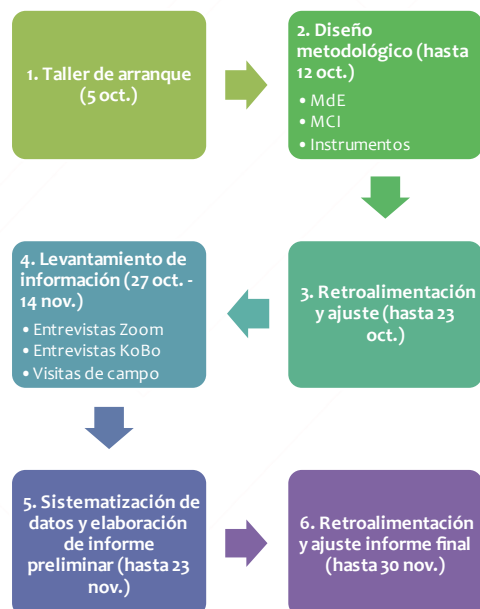 1. Taller de arranque
(5 oct.)
2. Diseño
metodológico (hasta
12 oct.)
• MdE
• MCI
• Instrumentos
3. Retroalimentación
y ajuste (hasta 23
oct.)
4. Levantamiento de
información (27 oct. -
14 nov.)
• Entrevistas Zoom
• Entrevistas KoBo
• Visitas de campo
5. Sistematización de
datos y elaboración
de informe
preliminar (hasta 23
nov.)
6. Retroalimentación
y ajuste informe final
(hasta 30 nov.)